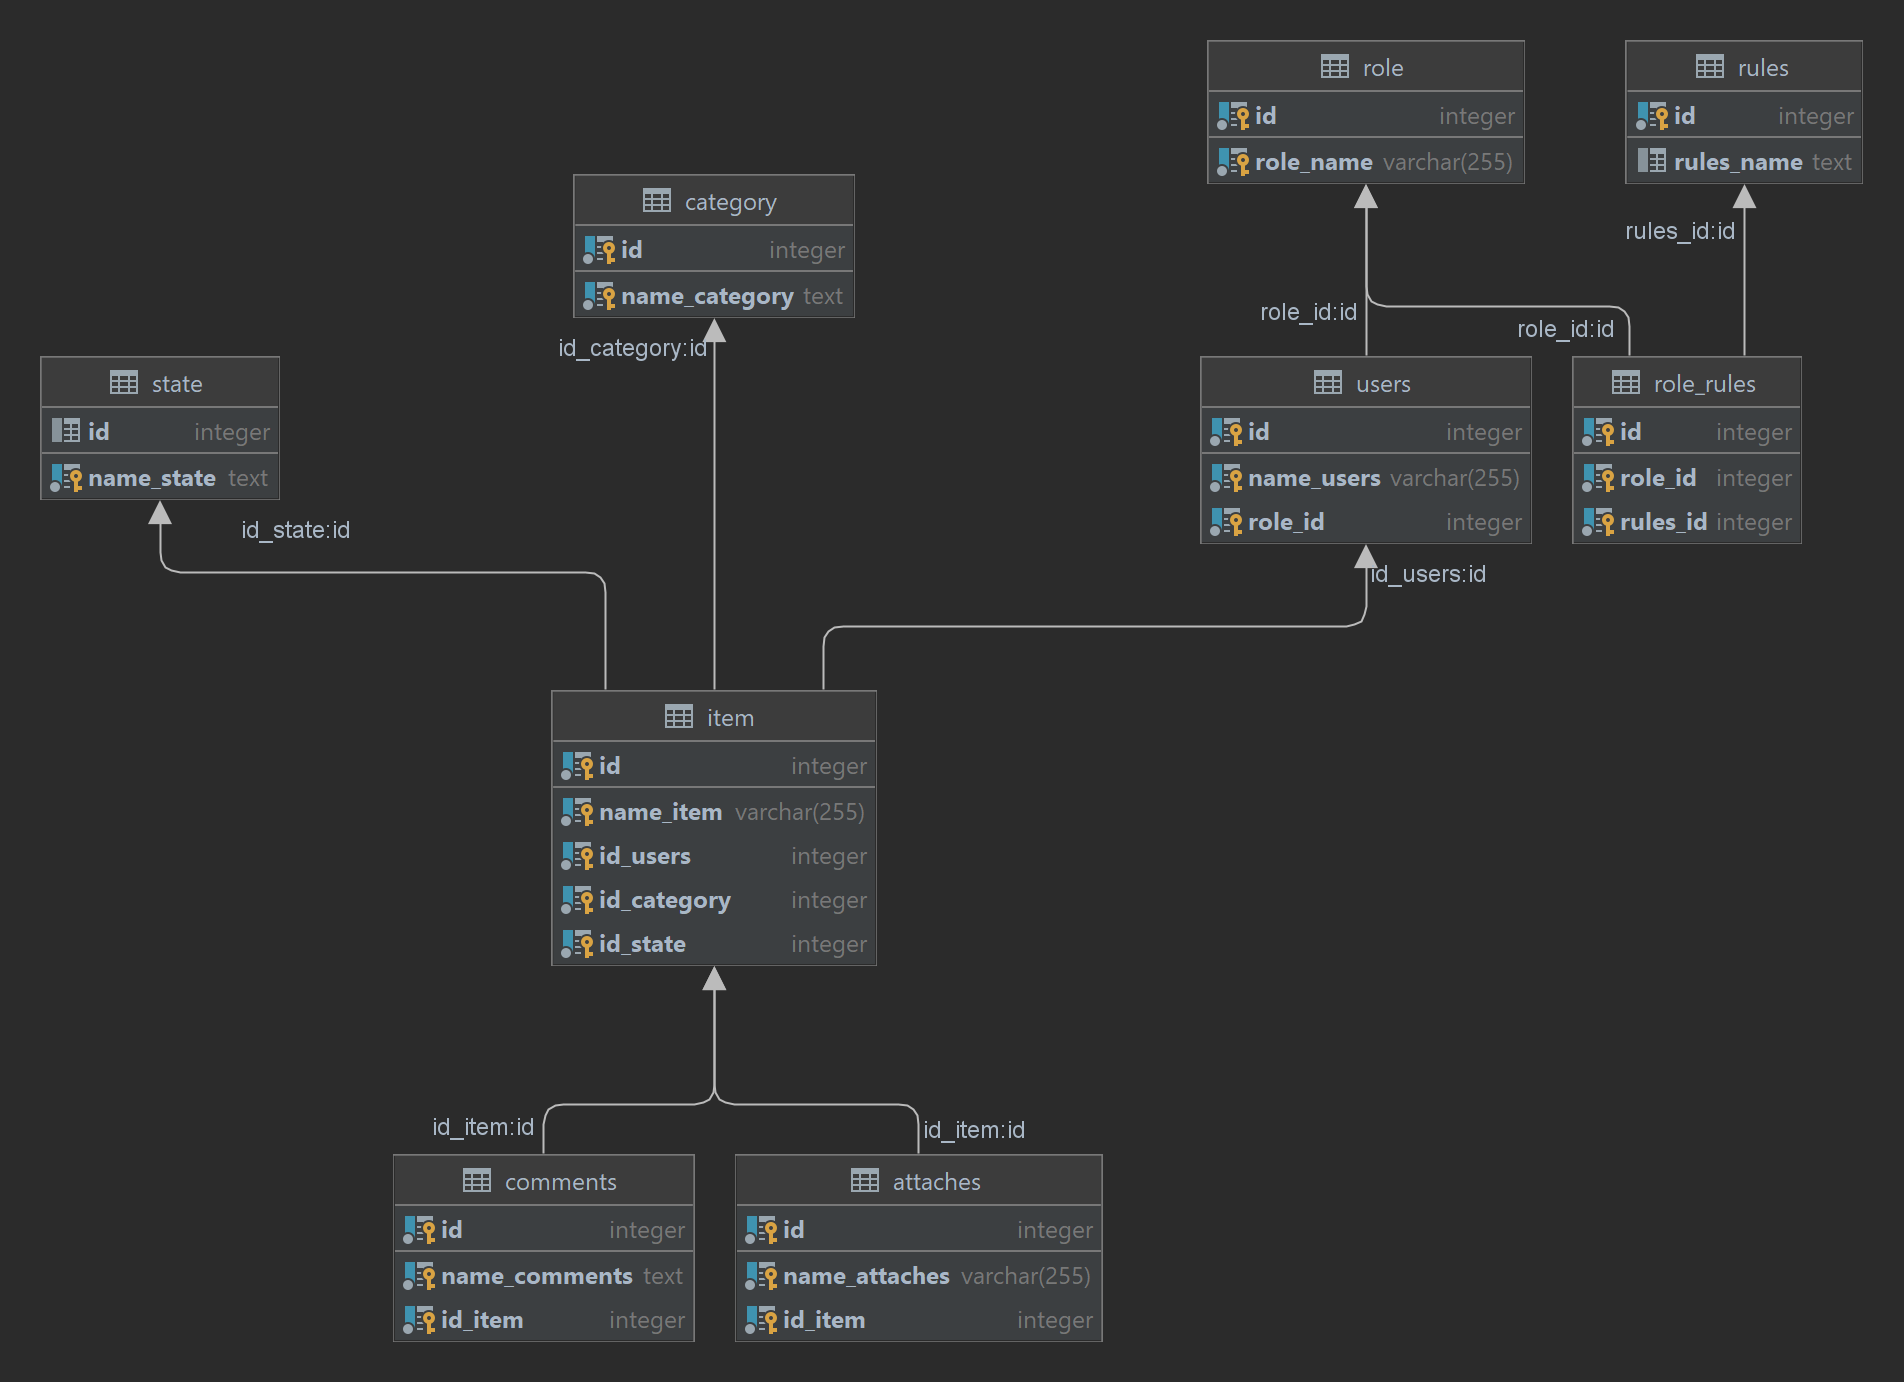 role
id integer
role_name varchar(255)
rules
id integer
rules_name text
category
id integer
name_category text
rules_id:id
role_id:id
role_id:id
id_category:id
state
id integer
name_state text
users
id integer
name_users varchar(255)
role_id integer
role_rules
id integer
role_id integer
rules_id integer
id_state:id
id_users:id
item
id integer
name_item varchar(255)
id_users integer
id_category integer
id_state integer
id_item:id
id_item:id
comments
id integer
name_comments text
id_item integer
attaches
id integer
name_attaches varchar(255)
id_item integer